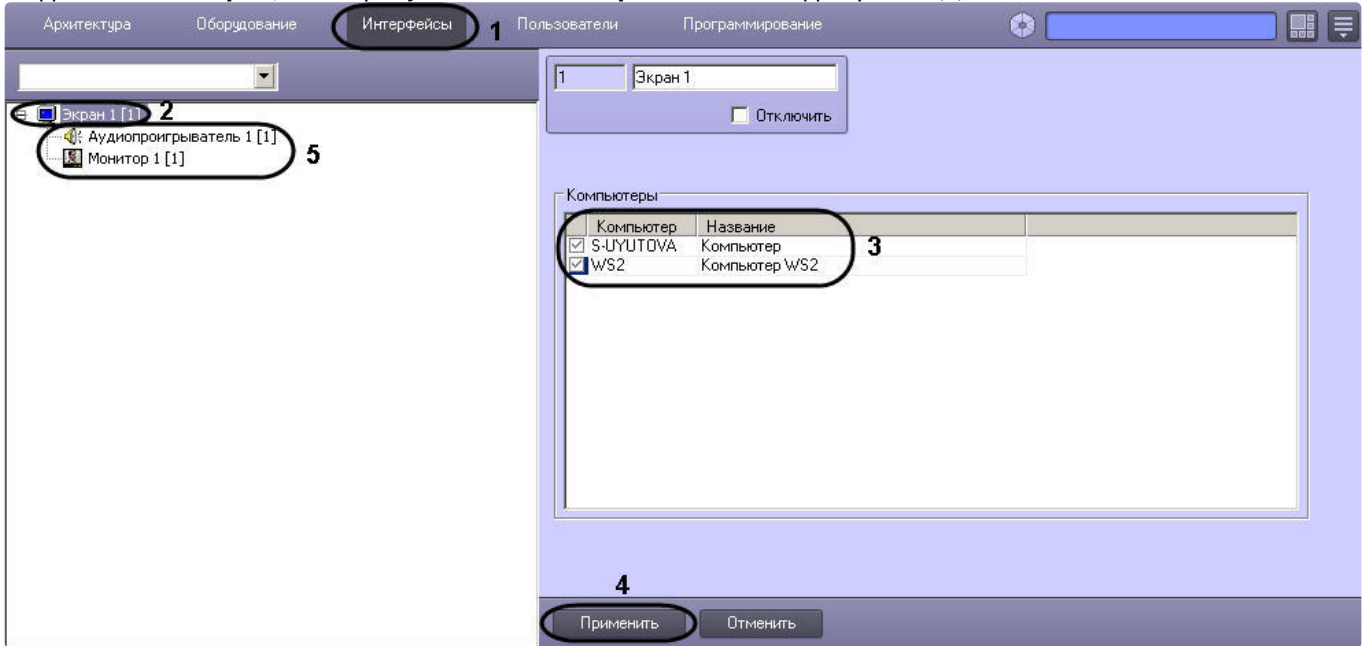 Архитектура Оборудование Интерфейсы 1 Пользователи Программирование
1 Экран 1
Отключить
Экран 1 [1] 2
Аудиопроигрыватель 1 [1]
Монитор 1 [1] 5
Компьютеры
Компьютер Название
S-UYUTOVA Компьютер 3
WS2 Компьютер WS2
4
Применить Отменить